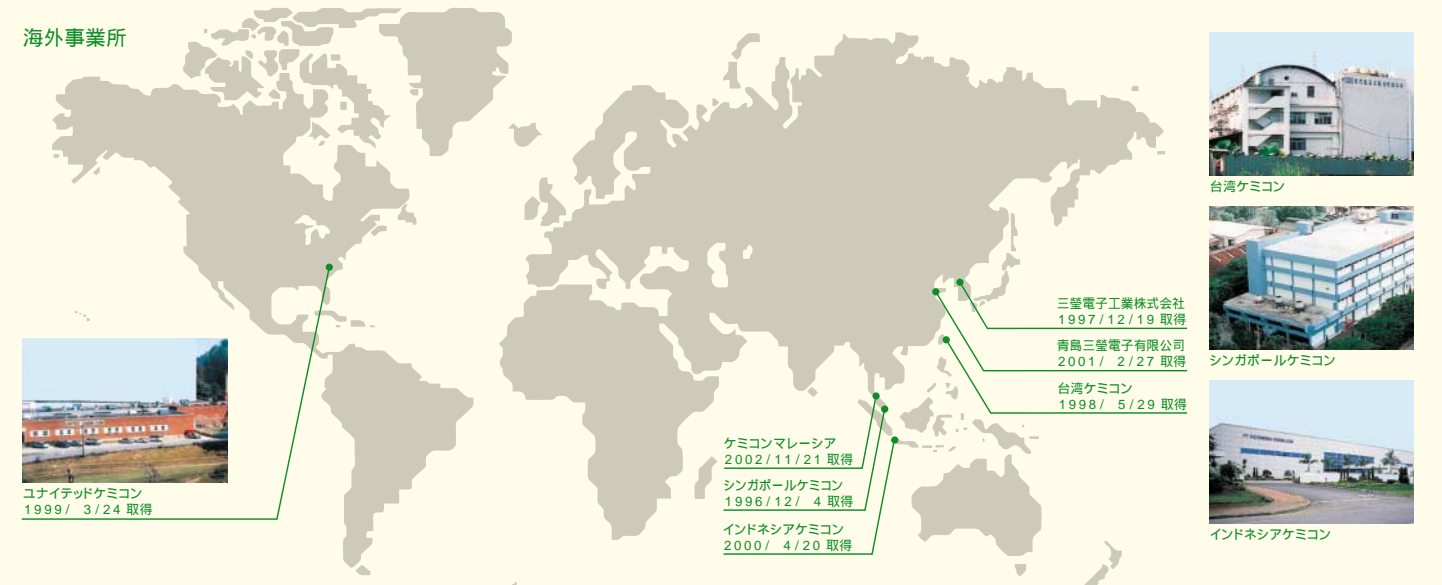 海外事業所
ユナイテッドケミコン
1999/ 3/24 取得
ケミコンマレーシア
2002/11/21 取得
シンガポールケミコン
1996/12/ 4 取得
インドネシアケミコン
2000/ 4/20 取得
三瑩電子工業株式会社
1997/12/19 取得
青島三瑩電子有限公司
2001/ 2/27 取得
台湾ケミコン
1998/ 5/29 取得
台湾ケミコン
シンガポールケミコン
インドネシアケミコン